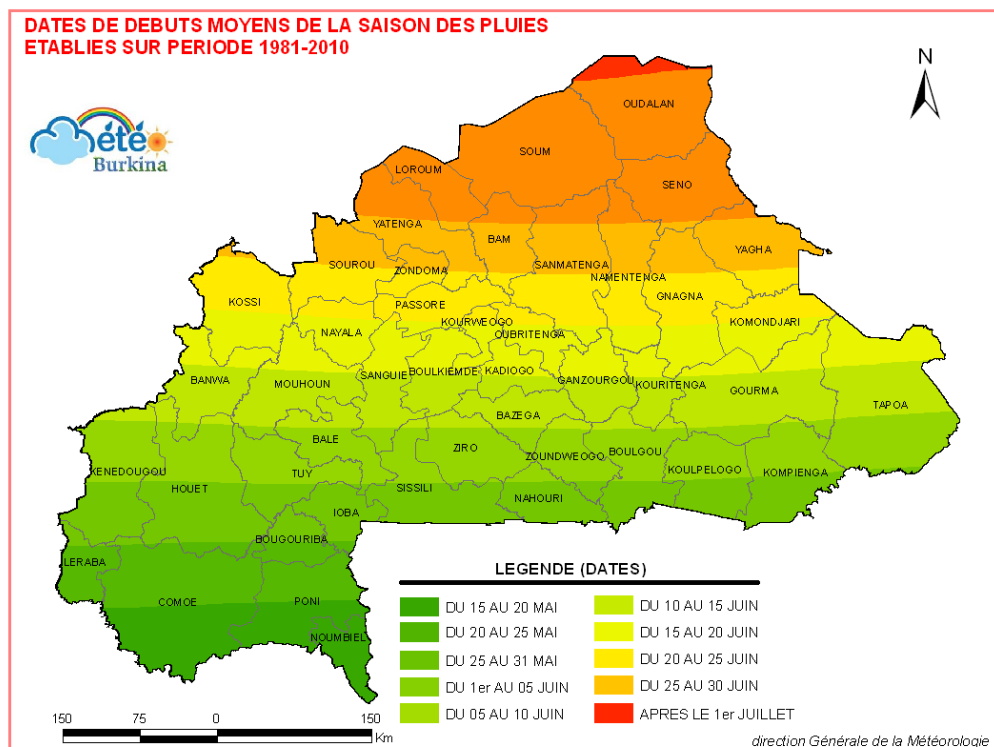 DATES DE DEBUTS MOYENS DE LA SAISON DES PLUIES
ETABLIES SUR PERIODE 1981-2010
Météo
Burkina
N
OUDALAN
SOUM
LOROUM
SENO
YATENGA
BAM
YAGHA
SOUROU
ZONDOMA
SANMATENGA
NAMENTENGA
GNAGNA
KOSSI
PASSORE
KOURWEOGO
KOMONDJARI
NAYALA
OUBRITENGA
BANWA
MOUHOUN
SANGUIE
BOULKIEMDE
KADIOGO
GANZOURGOU
KOURITENGA
GOURMA
TAPOA
BAZEGA
BALE
ZIRO
ZOUNDWEOGO
BOULGOU
KOULPELOGO
KOMPIENGA
KENEDOUGOU
HOUET
TUY
SISSILI
NAHOURI
IOBA
BOUGOURIBA
LERABA
COMOE
PONI
NOUMBIEL
LEGENDE (DATES)
DU 15 AU 20 MAI
DU 20 AU 25 MAI
DU 25 AU 31 MAI
DU 1er AU 05 JUIN
DU 05 AU 10 JUIN
DU 10 AU 15 JUIN
DU 15 AU 20 JUIN
DU 20 AU 25 JUIN
DU 25 AU 30 JUIN
APRES LE 1er JUILLET
150 75 0 150
Km
direction Générale de la Météorologie